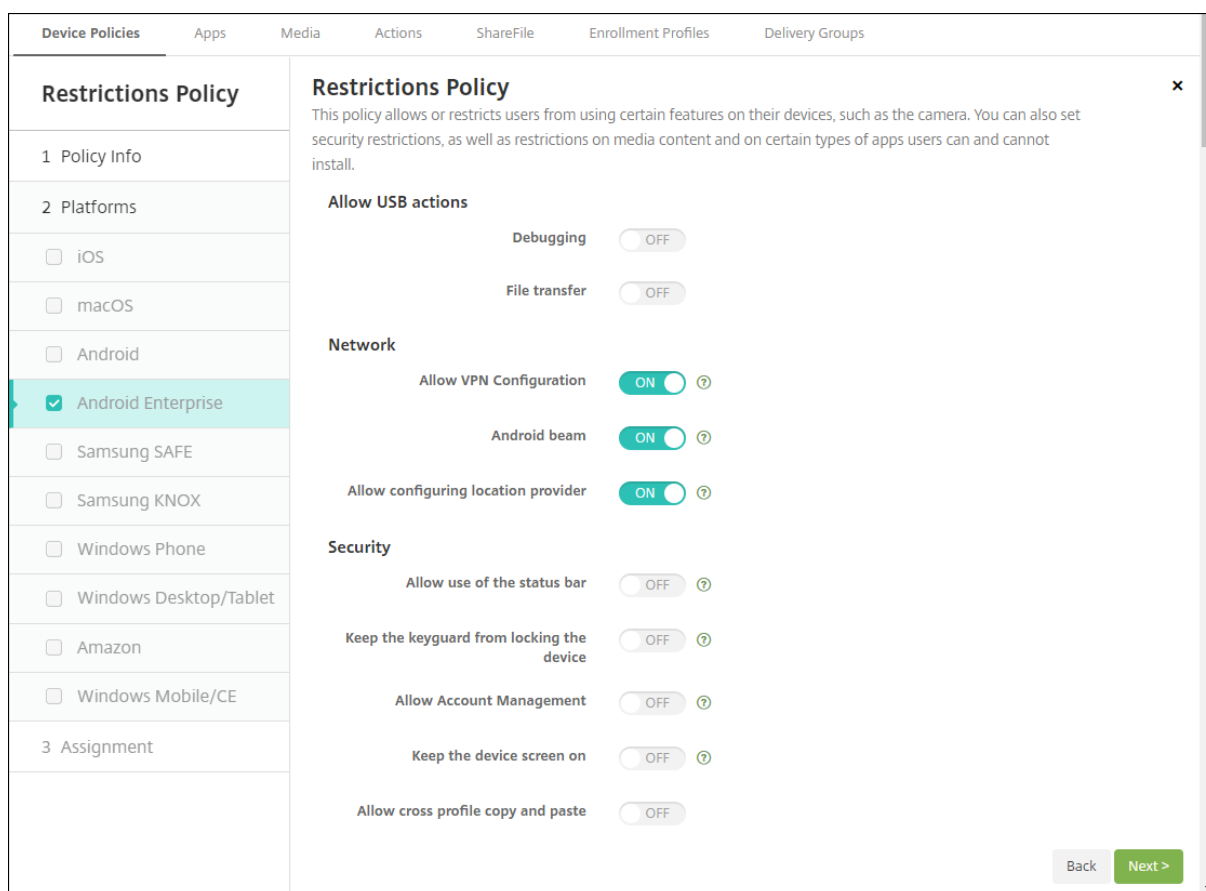 Device Policies Apps Media Actions ShareFile Enrollment Profiles Delivery Groups
Restrictions Policy
1 Policy Info
2 Platforms
iOS
macOS
Android
Android Enterprise
Samsung SAFE
Samsung KNOX
Windows Phone
Windows Desktop/Tablet
Amazon
Windows Mobile/CE
3 Assignment
Restrictions Policy
This policy allows or restricts users from using certain features on their devices, such as the camera. You can also set
security restrictions, as well as restrictions on media content and on certain types of apps users can and cannot
install.
Allow USB actions
Debugging OFF
File transfer OFF
Network
Allow VPN Configuration ON ?
Android beam ON ?
Allow configuring location provider ON ?
Security
Allow use of the status bar OFF ?
Keep the keyguard from locking the
device OFF ?
Allow Account Management OFF ?
Keep the device screen on OFF ?
Allow cross profile copy and paste OFF
Back Next >